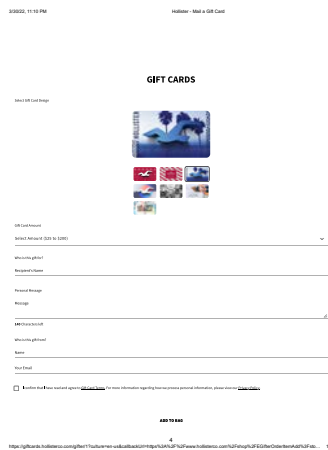 3/30/22, 11:10 PM Hollister - Mail a Gift Card
GIFT CARDS
Select Gift Card Design
Gift Card Amount
Select Amount ($25 to $200)
Who is this gift for?
Recipient's Name
Personal Message
Message
140 Characters left
Who is this gift from?
Name
Your Email
I confirm that I have read and agree to Gift Card Terms. For more information regarding how we process personal information, please view our Privacy Policy.
ADD TO BAG
4